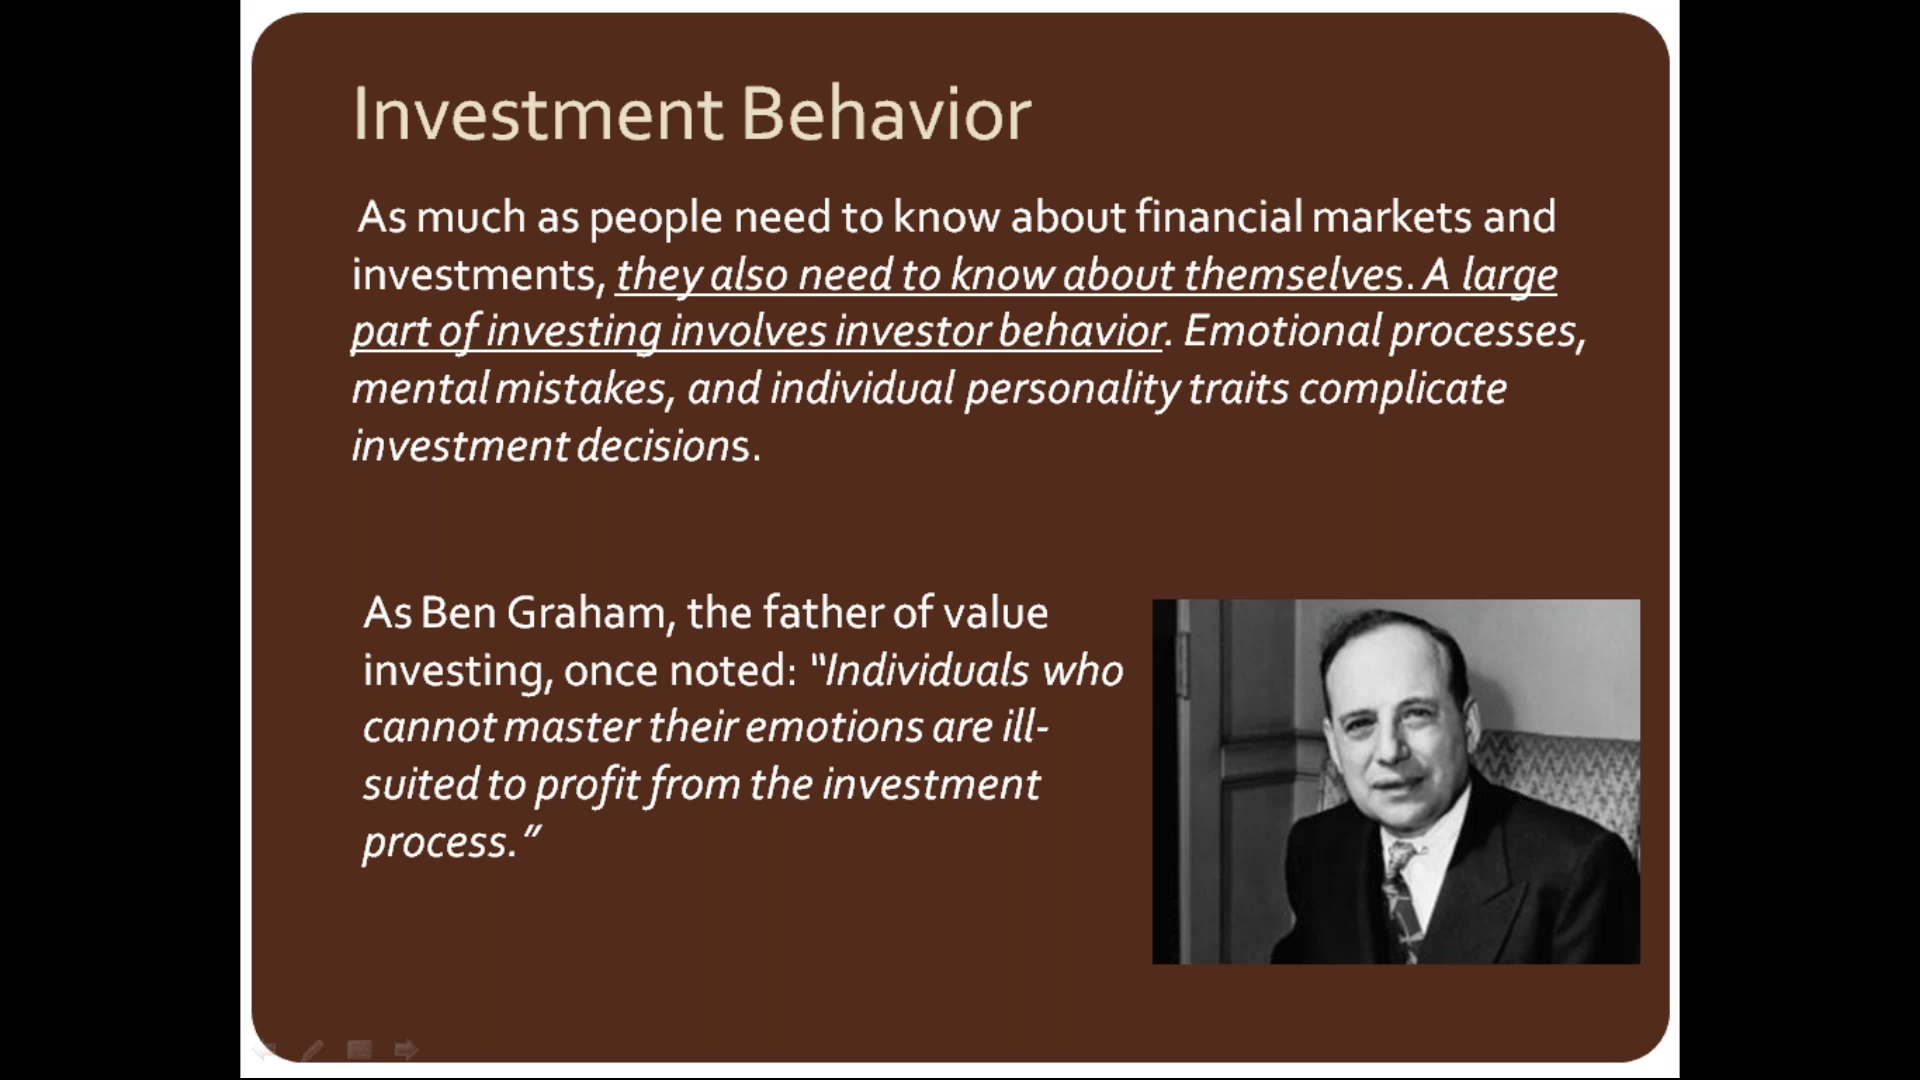 Investment Behavior
As much as people need to know about financial markets and
investments, they also need to know about themselves. A large
part of investing involves investor behavior. Emotional processes,
mental mistakes, and individual personality traits complicate
investment decisions.
As Ben Graham, the father of value
investing, once noted: “Individuals who
cannot master their emotions are ill-
suited to profit from the investment
process.”